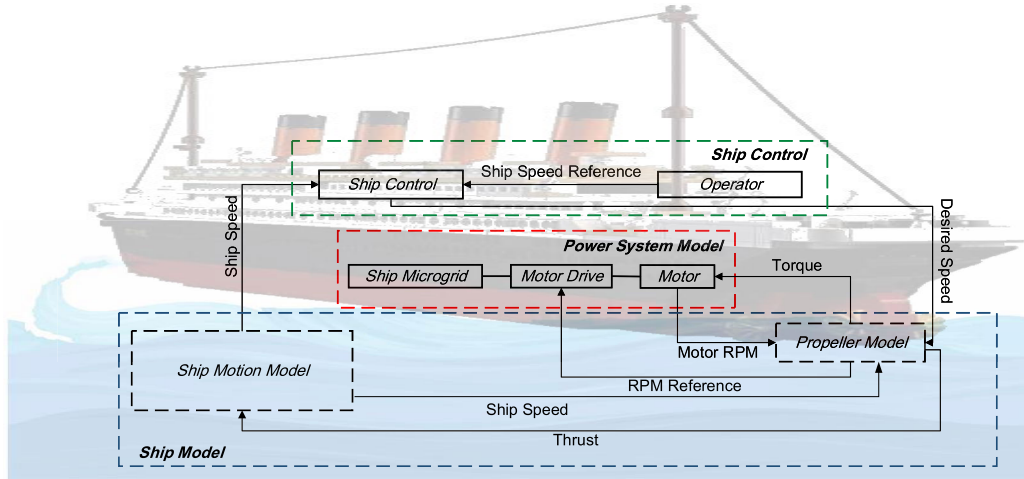 Ship Control
Ship Speed Reference
Ship Control
Operator
Ship Speed
Desired Speed
Power System Model
Ship Microgrid
Motor Drive
Motor
Torque
Motor RPM
Propeller Model
Ship Motion Model
RPM Reference
Ship Speed
Thrust
Ship Model